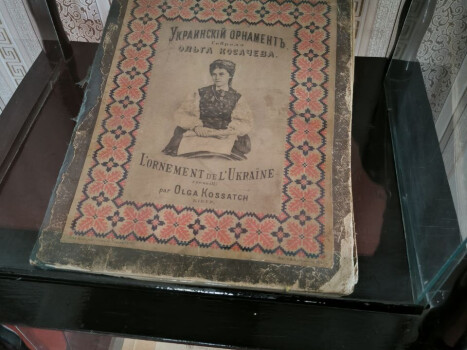 УКРАИНСКІЙ ОРНАМЕНТЪ
ОЛЬГА КОСАЧЕВА.
L'ORNEMENT DE L'UKRAINE
par OLGA KOSSATCH